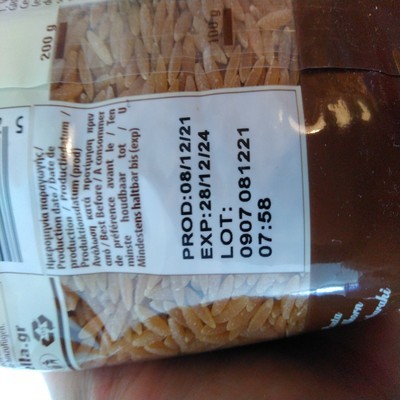 200 g
100 g
Ημερομηνία παραγωγής /
Production date / Date de
production / Productiedatum /
Produktionsdatum (prod)
Ανάλωση κατά προτίμηση πριν
από / Best Before / A consommer
de préférence avant le / Ten
minste houdbaar tot /
Mindestens haltbar bis (exp)
PROD:08/12/21
EXP:28/12/24
LOT:
0907 081221
07:58